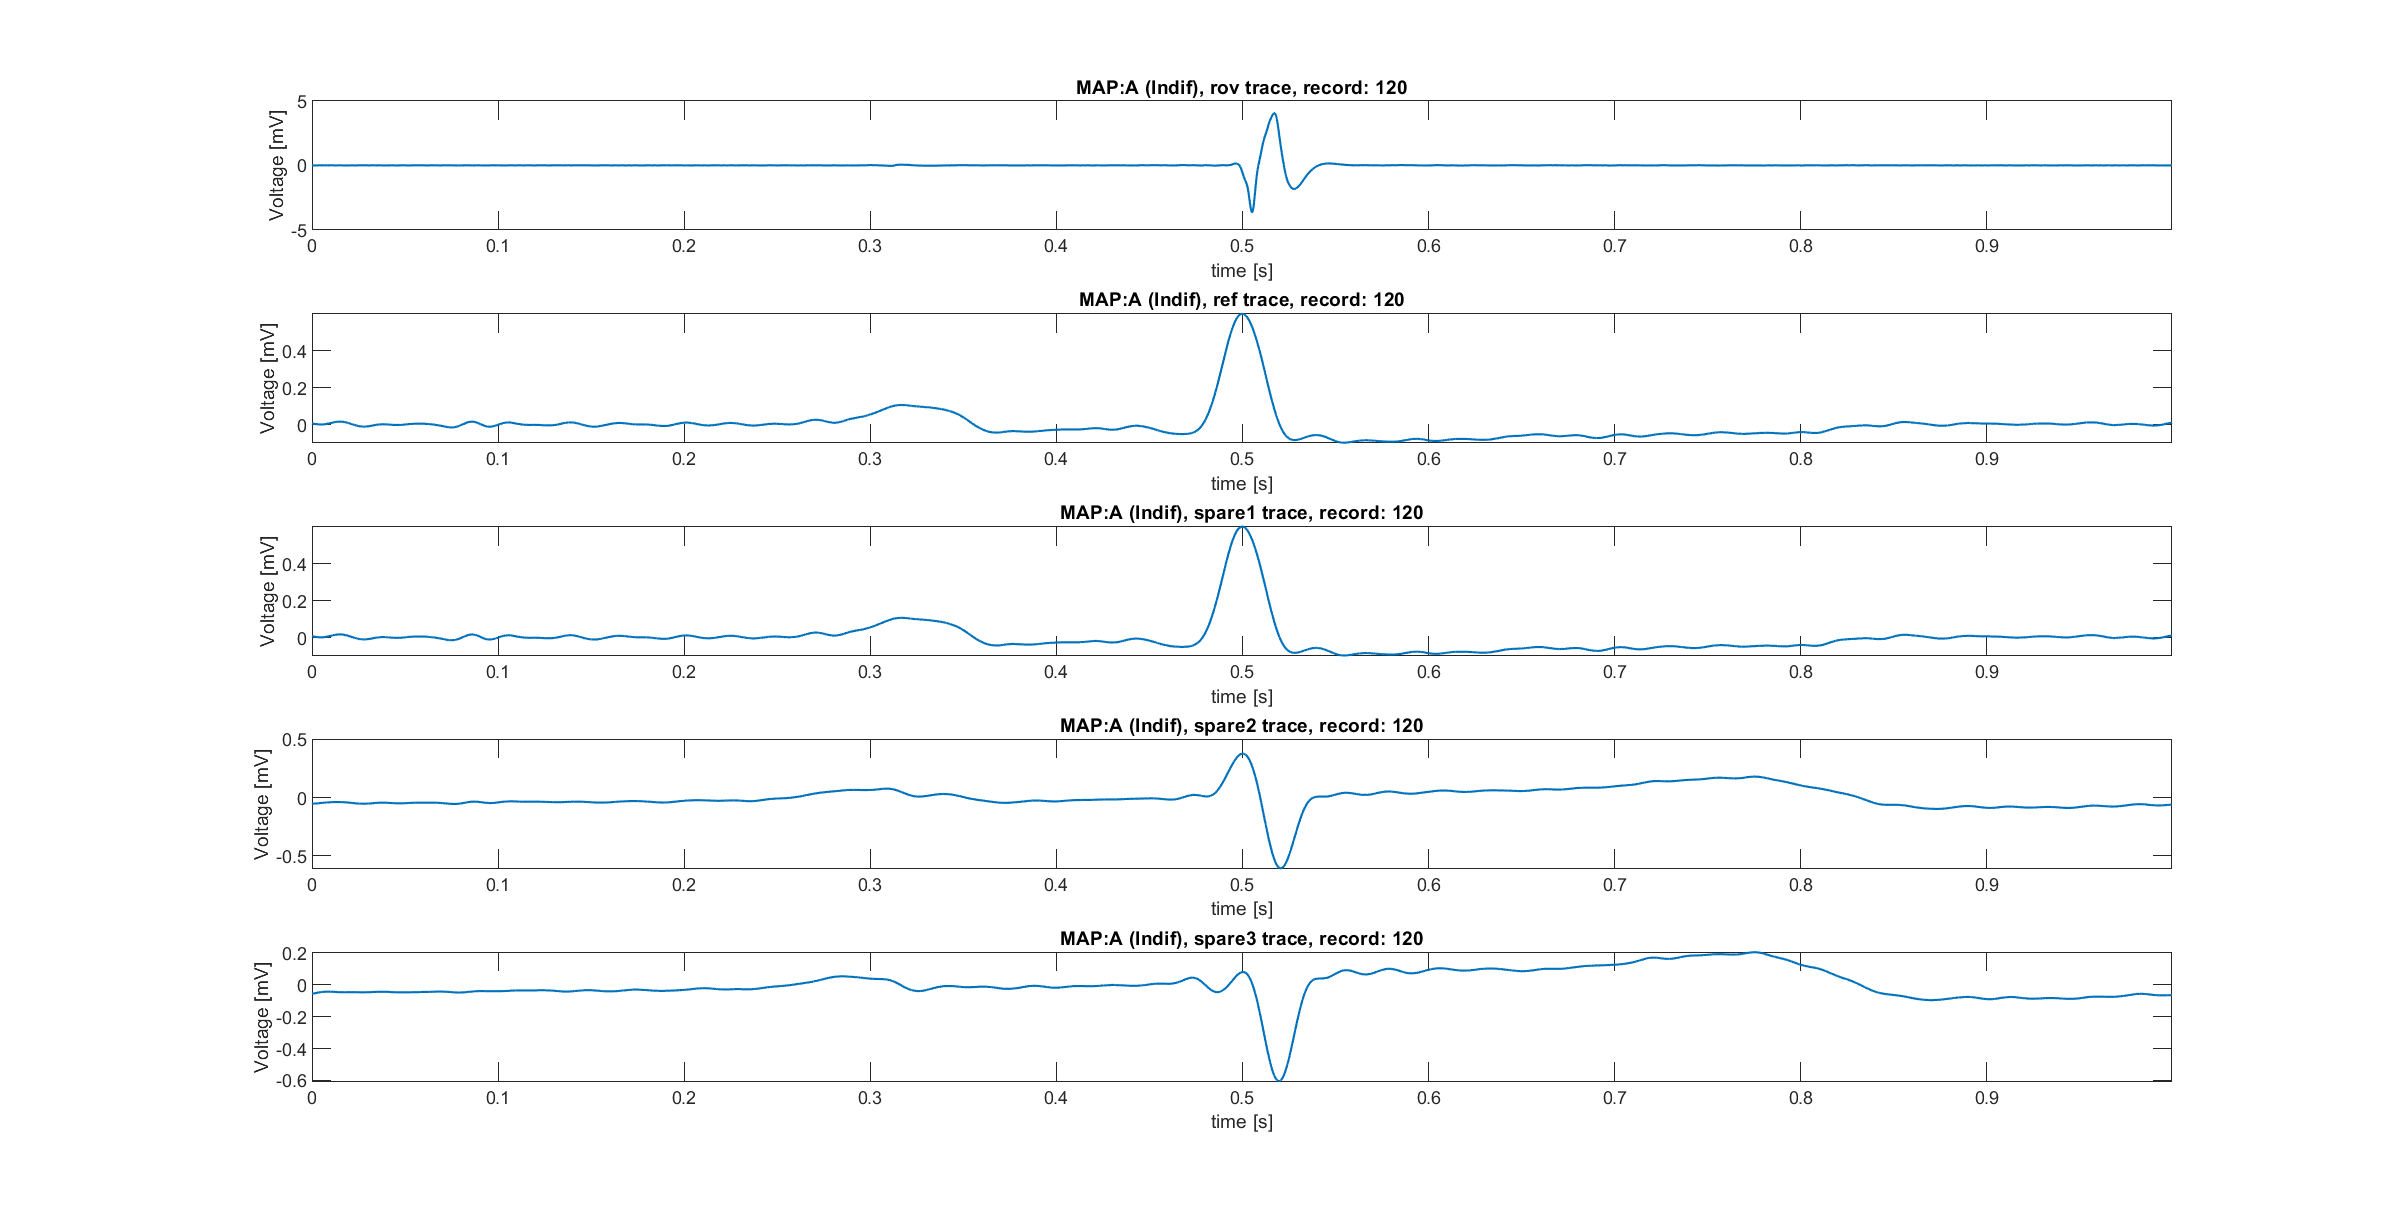 MAP:A (Indif), rov trace, record: 120
Voltage [mV]
5
0
-5
0 0.1 0.2 0.3 0.4 0.5 0.6 0.7 0.8 0.9
time [s]
MAP:A (Indif), ref trace, record: 120
Voltage [mV]
0.4
0.2
0
0 0.1 0.2 0.3 0.4 0.5 0.6 0.7 0.8 0.9
time [s]
MAP:A (Indif), spare1 trace, record: 120
Voltage [mV]
0.4
0.2
0
0 0.1 0.2 0.3 0.4 0.5 0.6 0.7 0.8 0.9
time [s]
MAP:A (Indif), spare2 trace, record: 120
Voltage [mV]
0.5
0
-0.5
0 0.1 0.2 0.3 0.4 0.5 0.6 0.7 0.8 0.9
time [s]
MAP:A (Indif), spare3 trace, record: 120
Voltage [mV]
0.2
0
-0.2
-0.4
-0.6
0 0.1 0.2 0.3 0.4 0.5 0.6 0.7 0.8 0.9
time [s]